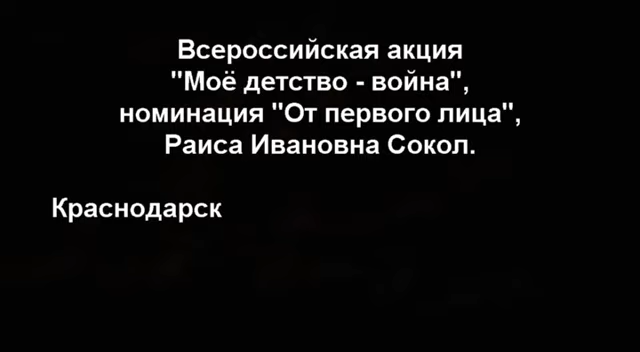 Всероссийская акция
"Моё детство - война",
номинация "От первого лица",
Раиса Ивановна Сокол.
Краснодарск